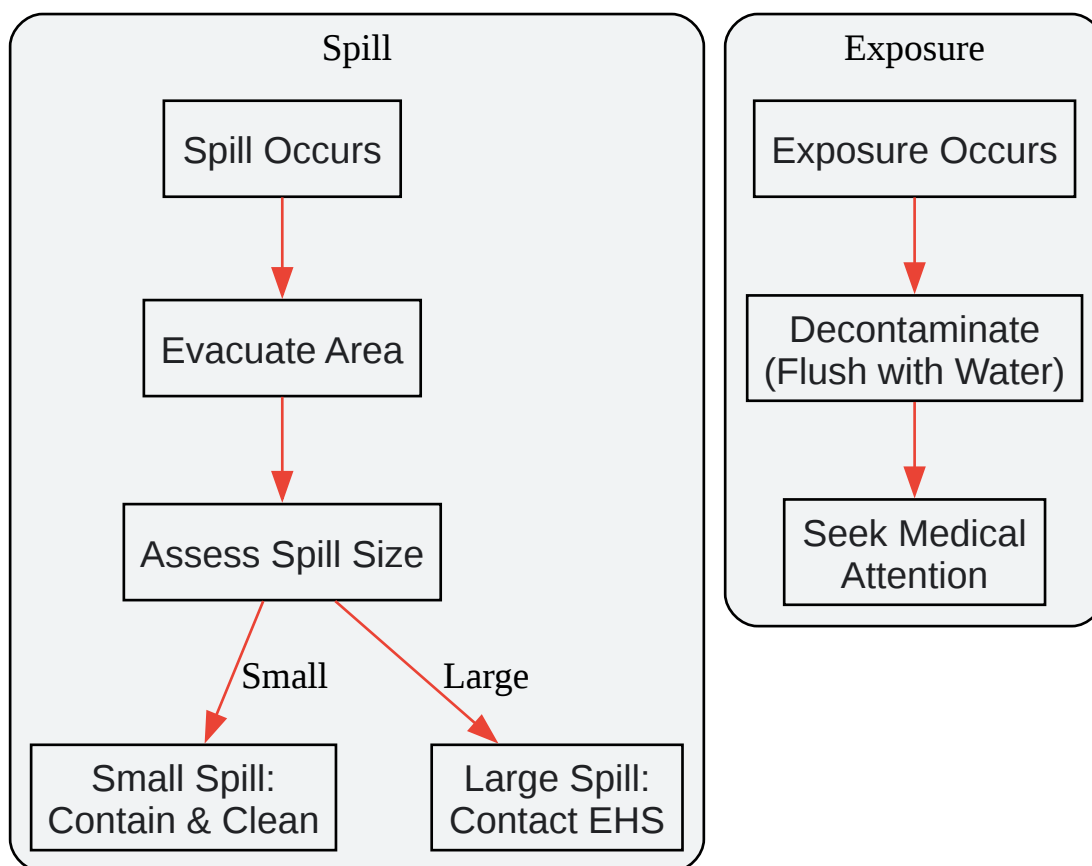 Spill
Spill Occurs
Evacuate Area
Assess Spill Size
Small
Large
Small Spill:
Contain & Clean
Large Spill:
Contact EHS
Exposure
Exposure Occurs
Decontaminate
(Flush with Water)
Seek Medical
Attention